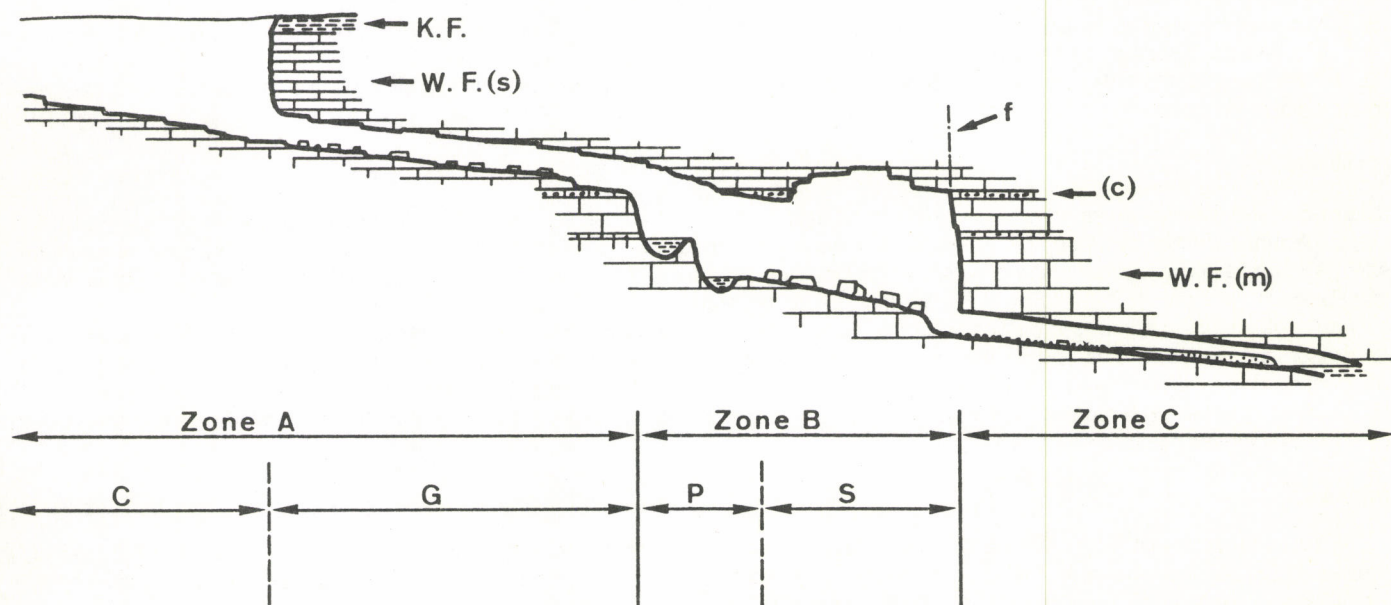 K.F.
W.F.(s)
f
(c)
W.F.(m)
Zone A Zone B Zone C
C G P S